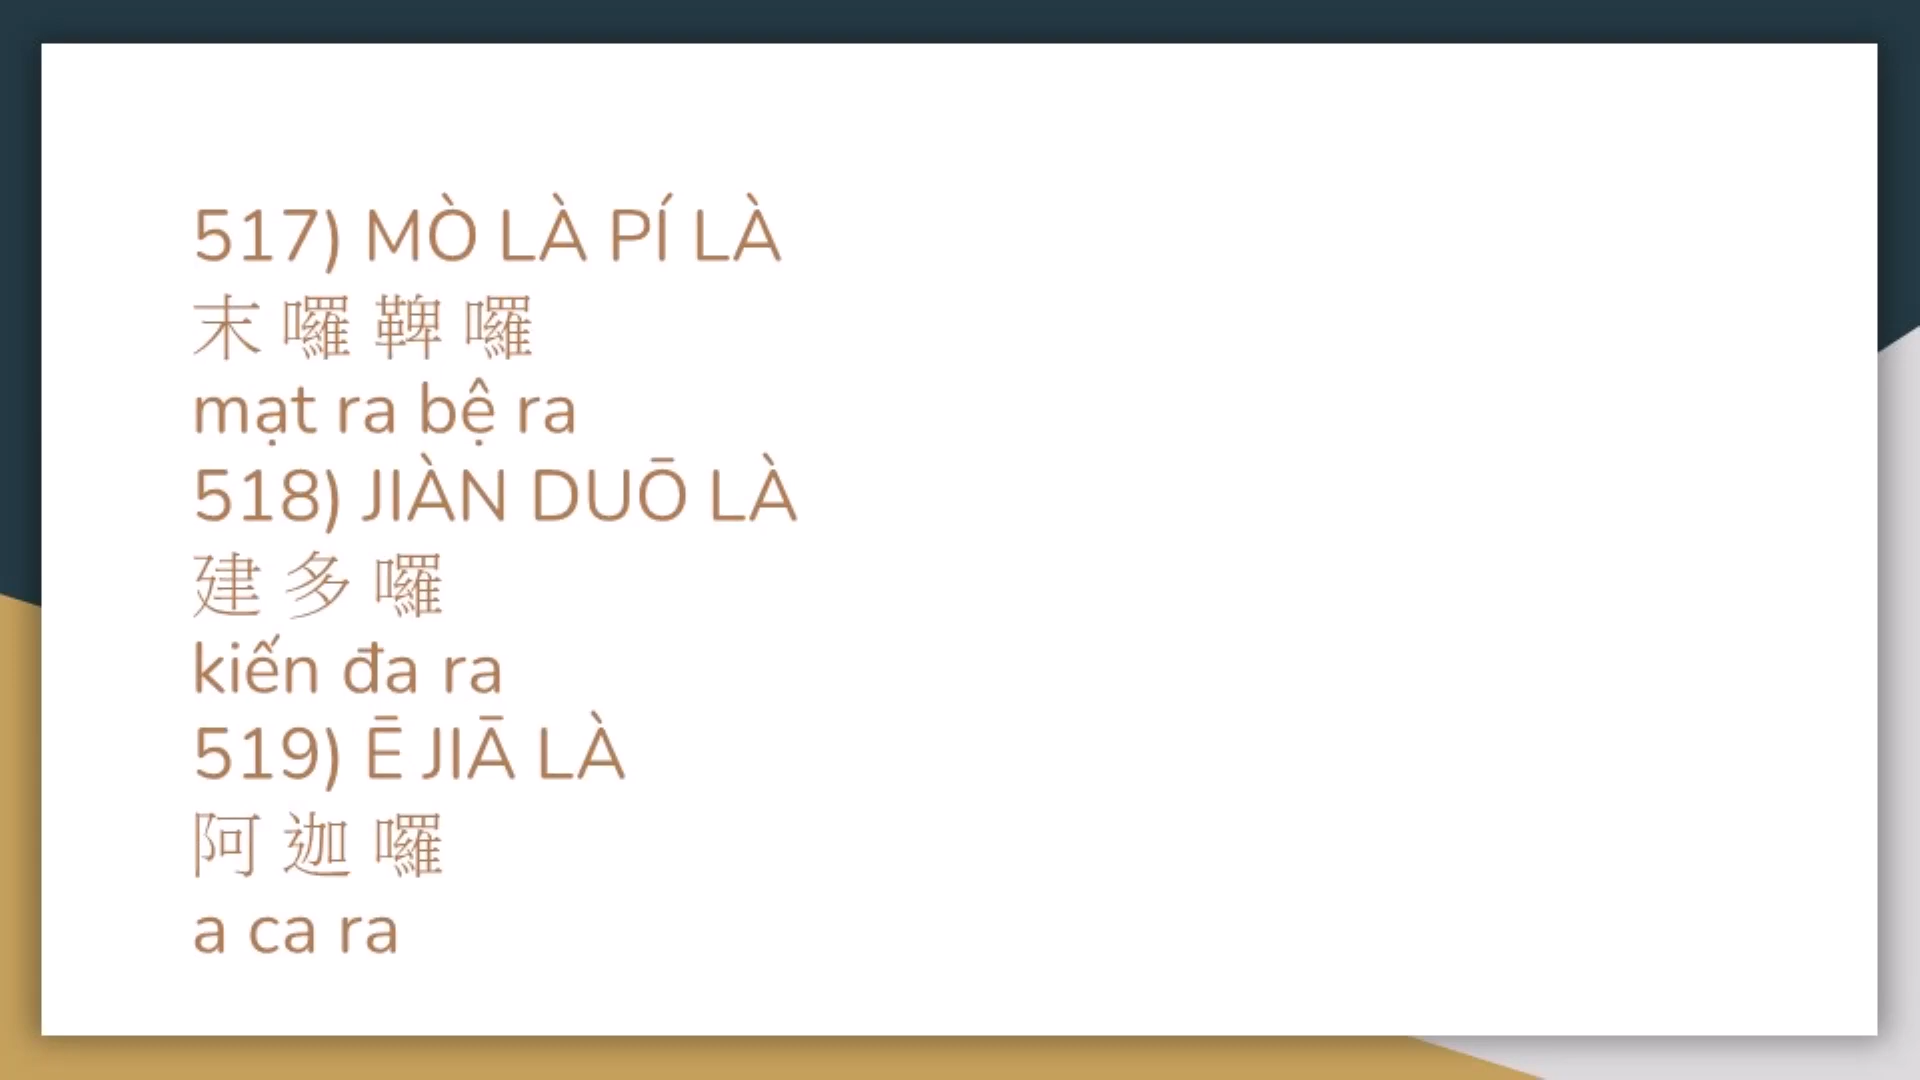 517) MÒ LÀ PÍ LÀ
末 囉 鞞 囉
mạt ra bệ ra
518) JIÀN DUŌ LÀ
建 多 囉
kiến đa ra
519) Ē JIĀ LÀ
阿 迦 囉
a ca ra